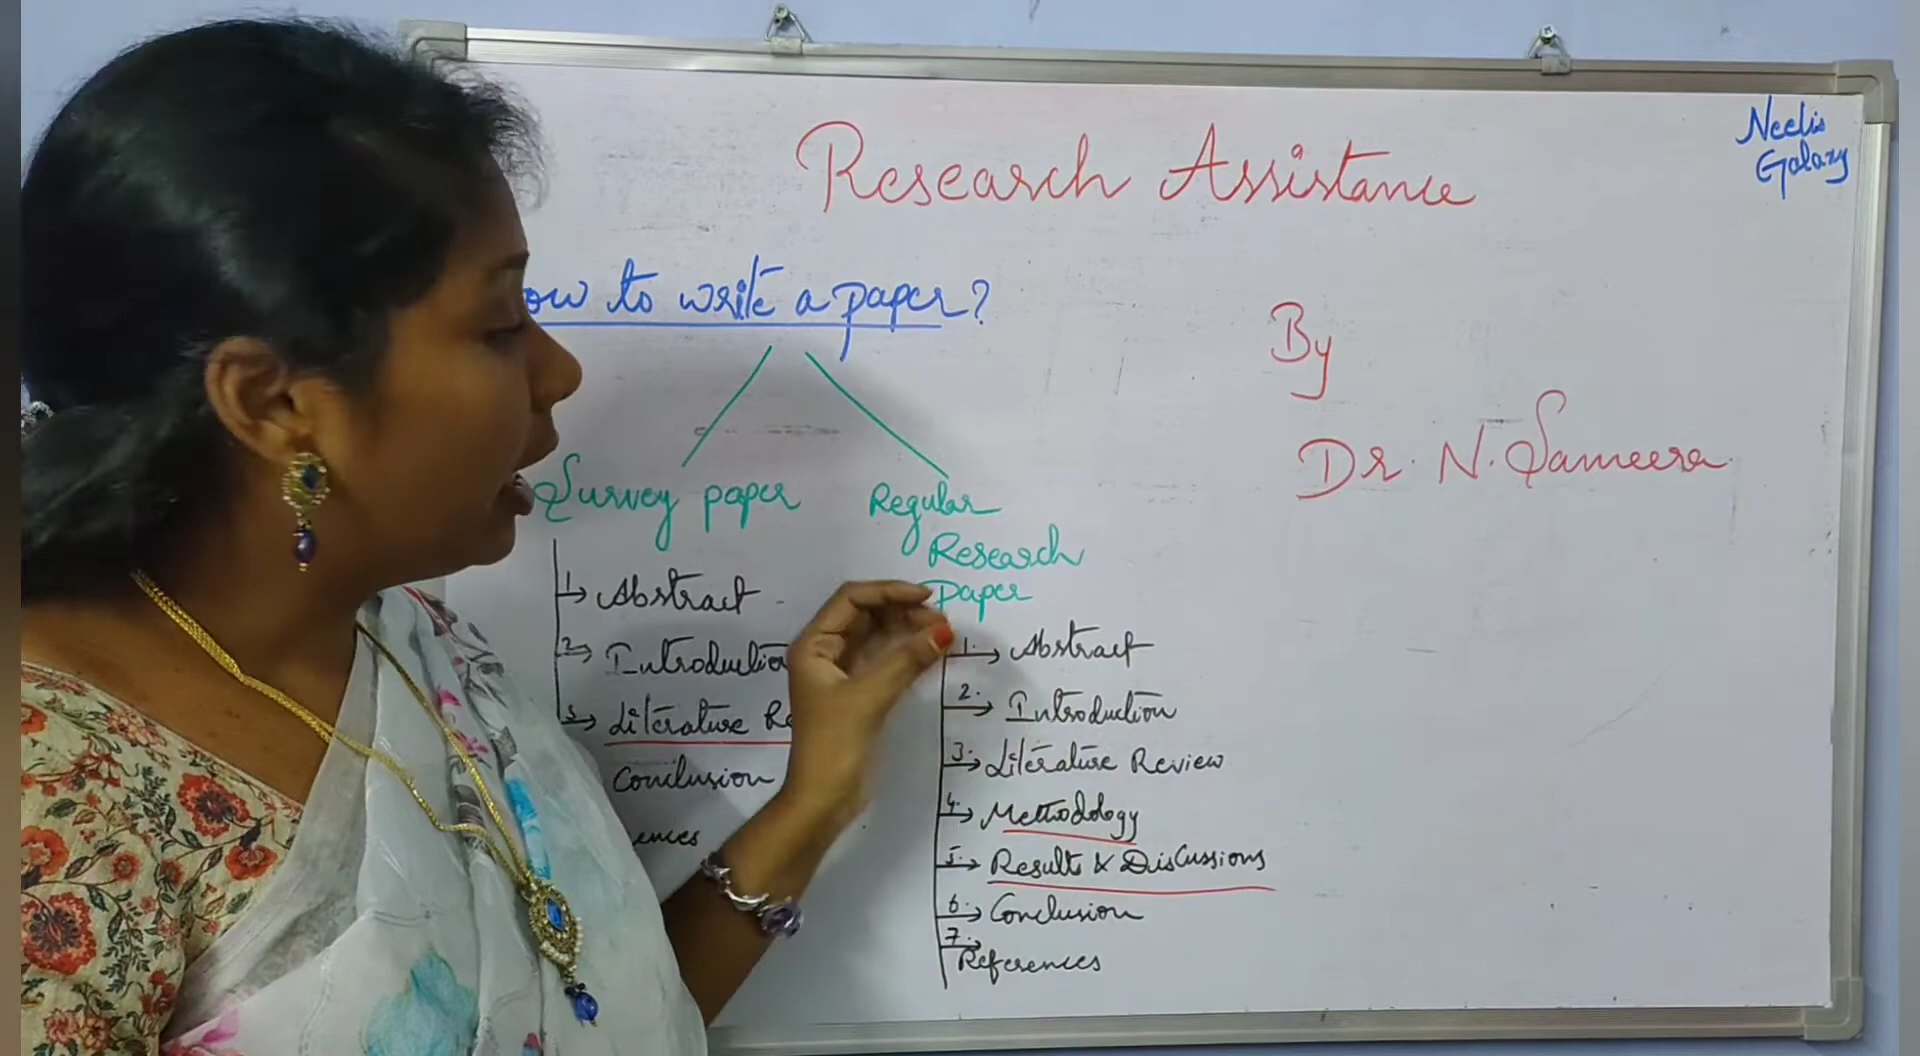 Research Assistance
Neelis
Galaxy
ow to write a paper?
By
Dr. N. Sameera
Survey paper
1 Abstract
2 Introduction
3 Literature Re
Conclusion
ences
Regular
Research
Paper
1. Abstract
2. Introduction
3. Literature Review
4. Methodology
5. Results & Discussions
6. Conclusion
7. References